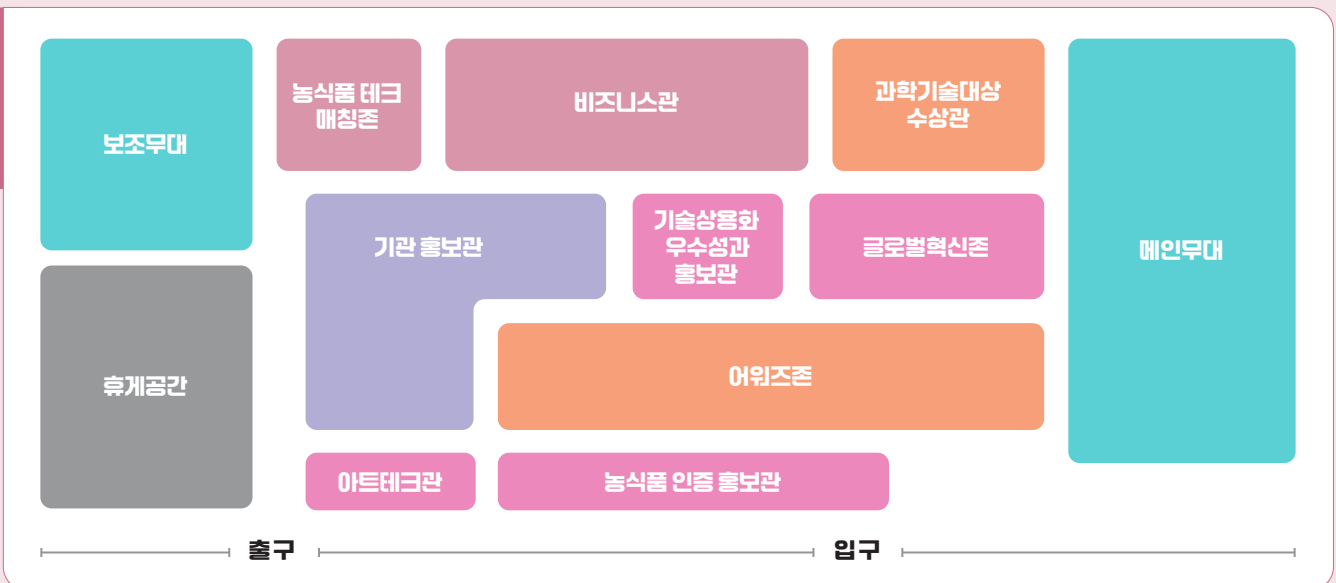 보조무대
농식품 테크
매칭존
비즈니스관
과학기술대상
수상관
메인무대
기관 홍보관
기술상용화
우수성과
홍보관
글로벌혁신존
휴게공간
어워즈존
아트테크관
농식품 인증 홍보관
출구
입구